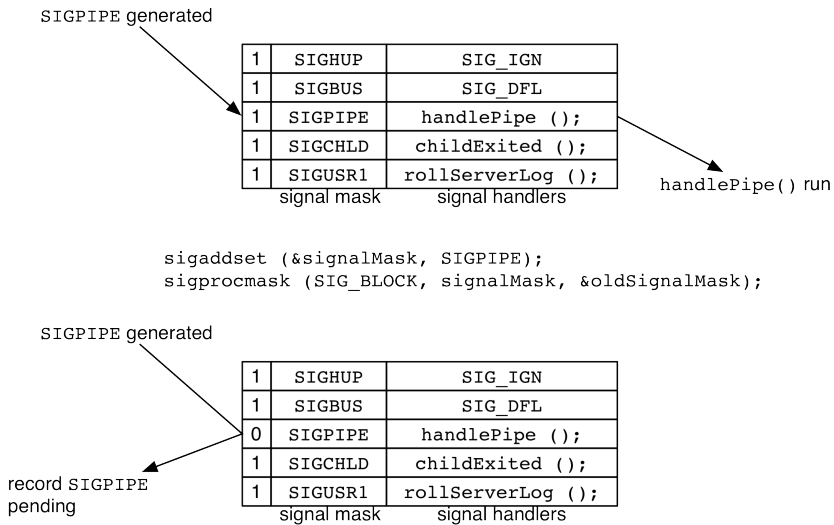 SIGPIPE generated
1 SIGHUP SIG_IGN
1 SIGBUS SIG_DFL
1 SIGPIPE handlePipe ();
1 SIGCHLD childExited ();
1 SIGUSR1 rollServerLog ();
signal mask signal handlers
handlePipe() run
sigaddset (&signalMask, SIGPIPE);
sigprocmask (SIG_BLOCK, signalMask, &oldSignalMask);
SIGPIPE generated
1 SIGHUP SIG_IGN
1 SIGBUS SIG_DFL
0 SIGPIPE handlePipe ();
1 SIGCHLD childExited ();
1 SIGUSR1 rollServerLog ();
signal mask signal handlers
record SIGPIPE
pending